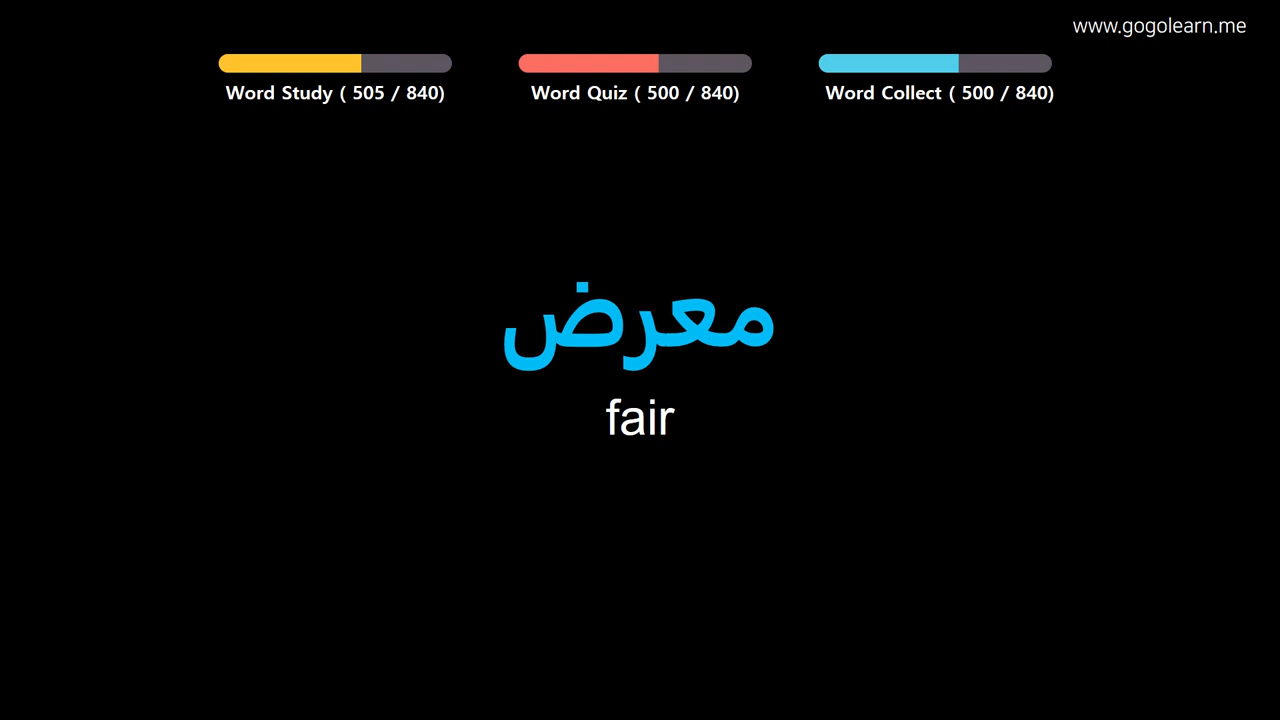 www.gogolearn.me
Word Study ( 505 / 840)
Word Quiz ( 500 / 840)
Word Collect ( 500 / 840)
معرض
fair